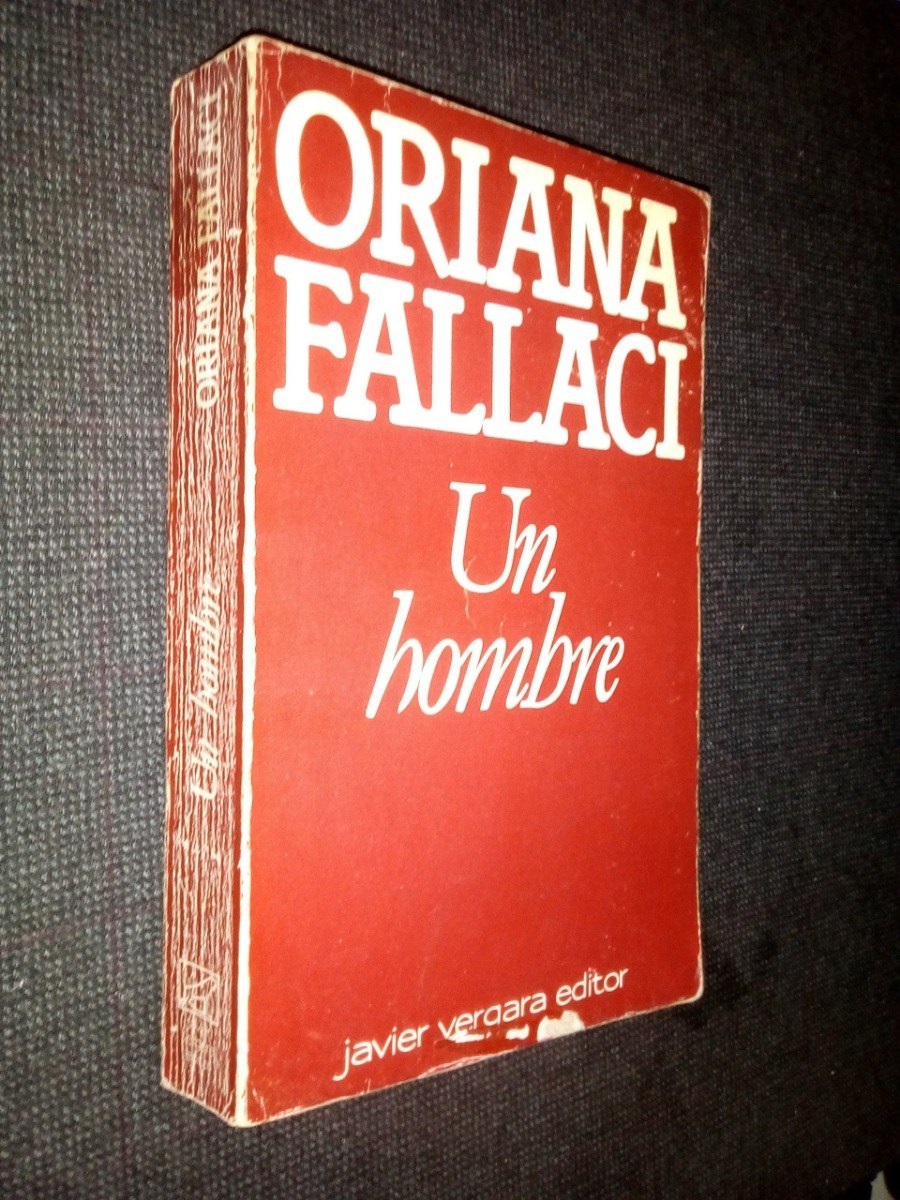 ORIANA
FALLACI
Un
hombre
javier vergara editor
ORIANA FALLACI
Un hombre